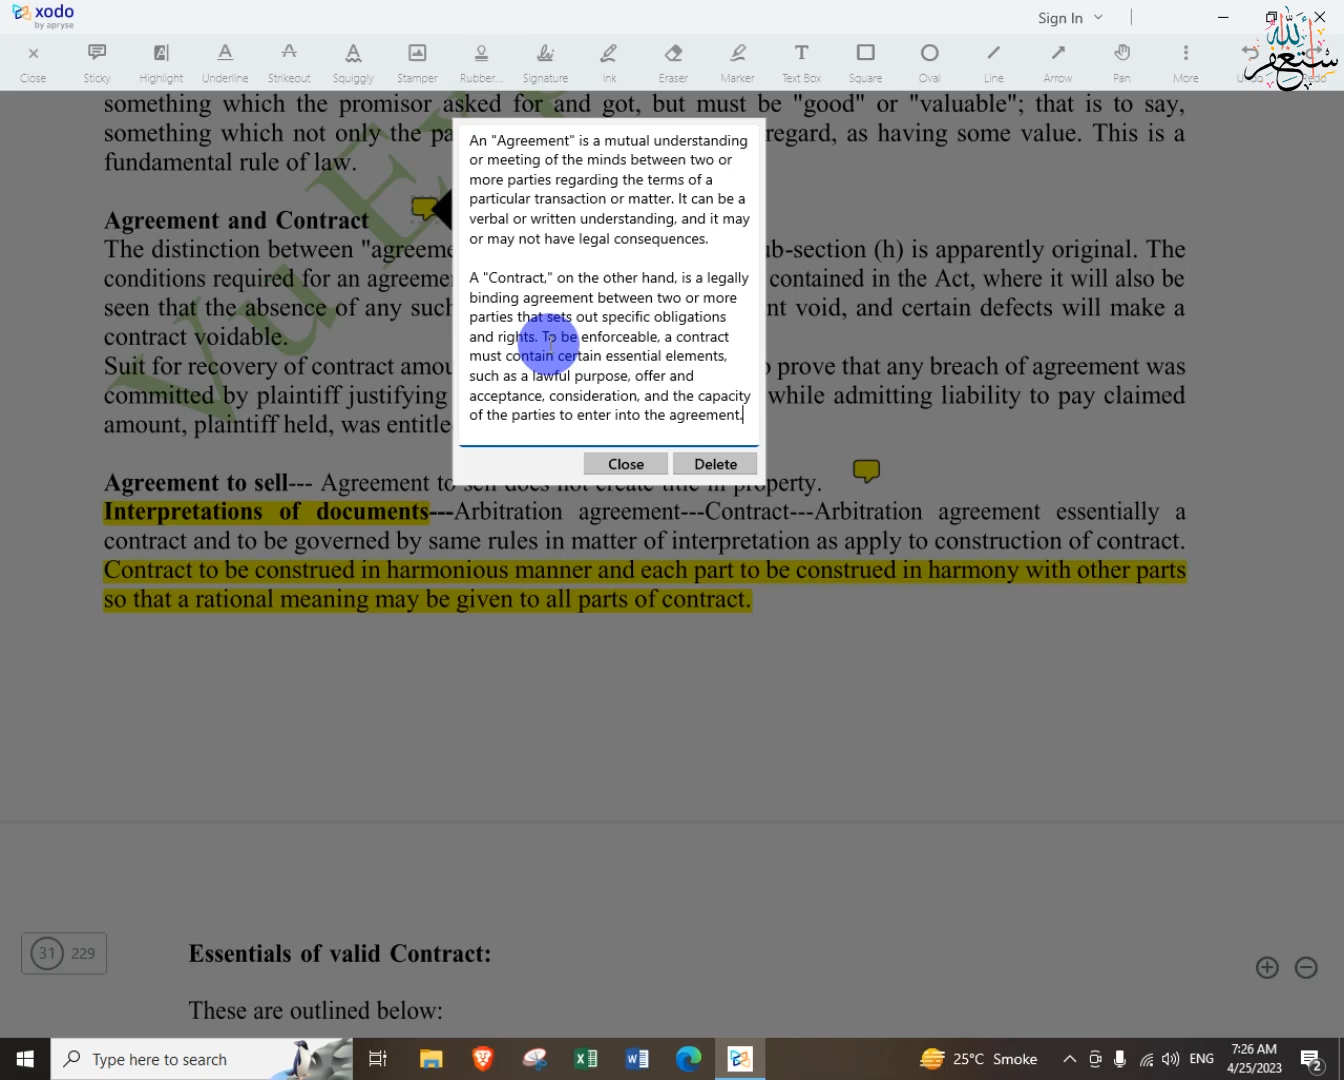 xodo
by apryse
Sign In
Close
Sticky
Highlight
Underline
Strikeout
Squiggly
Stamper
Rubber...
Signature
Ink
Eraser
Marker
Text Box
Square
Oval
Line
Arrow
Pan
More
something which the promisor asked for and got, but must be "good" or "valuable"; that is to say,
something which not only the pa regard, as having some value. This is a
fundamental rule of law.
Agreement and Contract
The distinction between "agreeme ub-section (h) is apparently original. The
conditions required for an agreemen contained in the Act, where it will also be
seen that the absence of any suc nt void, and certain defects will make a
contract voidable.
Suit for recovery of contract amou o prove that any breach of agreement was
committed by plaintiff justifying while admitting liability to pay claimed
amount, plaintiff held, was entitle
An "Agreement" is a mutual understanding
or meeting of the minds between two or
more parties regarding the terms of a
particular transaction or matter. It can be a
verbal or written understanding, and it may
or may not have legal consequences.
A "Contract," on the other hand, is a legally
binding agreement between two or more
parties that sets out specific obligations
and rights. To be enforceable, a contract
must contain certain essential elements,
such as a lawful purpose, offer and
acceptance, consideration, and the capacity
of the parties to enter into the agreement.
Close
Delete
Agreement to sell--- Agreement to sell does not create title in property.
Interpretations of documents---Arbitration agreement---Contract---Arbitration agreement essentially a
contract and to be governed by same rules in matter of interpretation as apply to construction of contract.
Contract to be construed in harmonious manner and each part to be construed in harmony with other parts
so that a rational meaning may be given to all parts of contract.
31 229
Essentials of valid Contract:
These are outlined below:
Type here to search
25°C Smoke
ENG
7:26 AM
4/25/2023
2